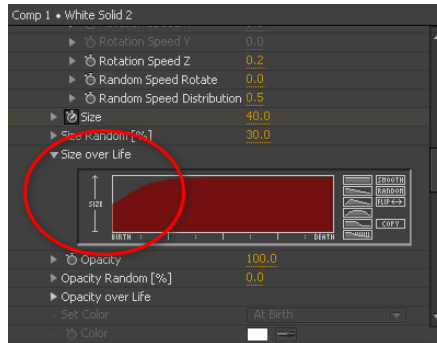 Comp 1 • White Solid 2
Rotation Speed Y 0.0
Rotation Speed Z 0.2
Random Speed Rotate 0.0
Random Speed Distribution 0.5
Size 40.0
Size Random [%] 30.0
Size over Life
SMOOTH
RANDOM
SIZE FLIP
COPY
BIRTH DEATH
Opacity 100.0
Opacity Random [%] 0.0
Opacity over Life
Set Color At Birth
Color